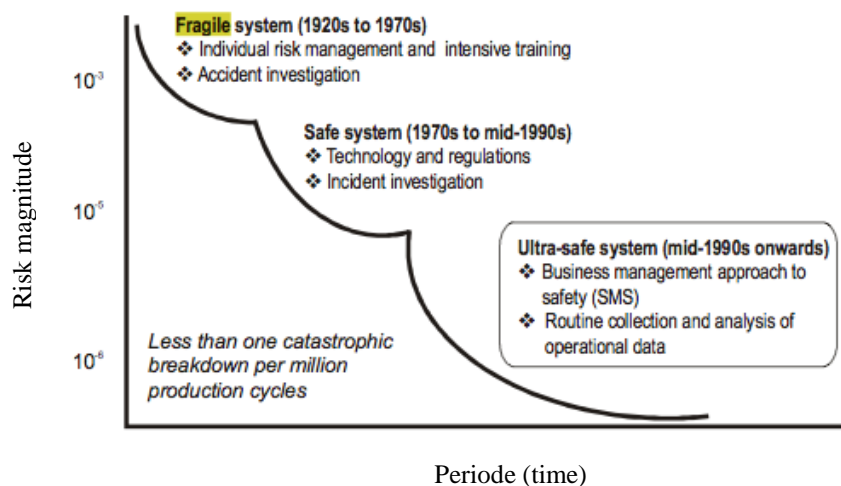 Fragile system (1920s to 1970s)
❖ Individual risk management and intensive training
❖ Accident investigation
10⁻³
Safe system (1970s to mid-1990s)
❖ Technology and regulations
❖ Incident investigation
Risk magnitude
10⁻⁵
Ultra-safe system (mid-1990s onwards)
❖ Business management approach to
safety (SMS)
❖ Routine collection and analysis of
operational data
Less than one catastrophic
breakdown per million
production cycles
10⁻⁶
Periode (time)